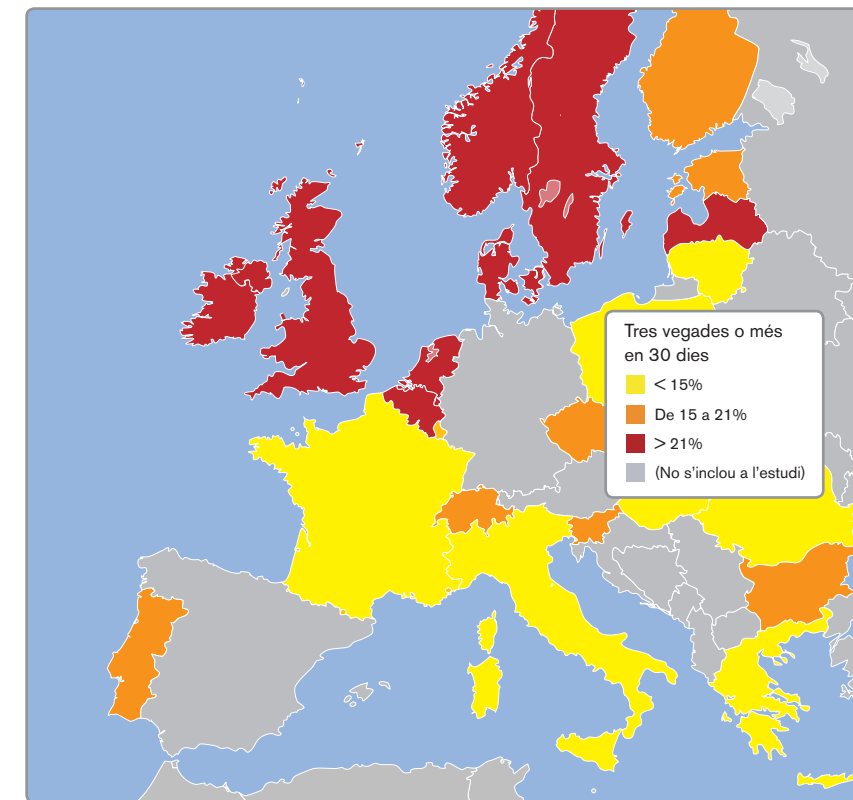 Tres vegades o més
en 30 dies
< 15%
De 15 a 21%
> 21%
(No s'inclou a l'estudi)